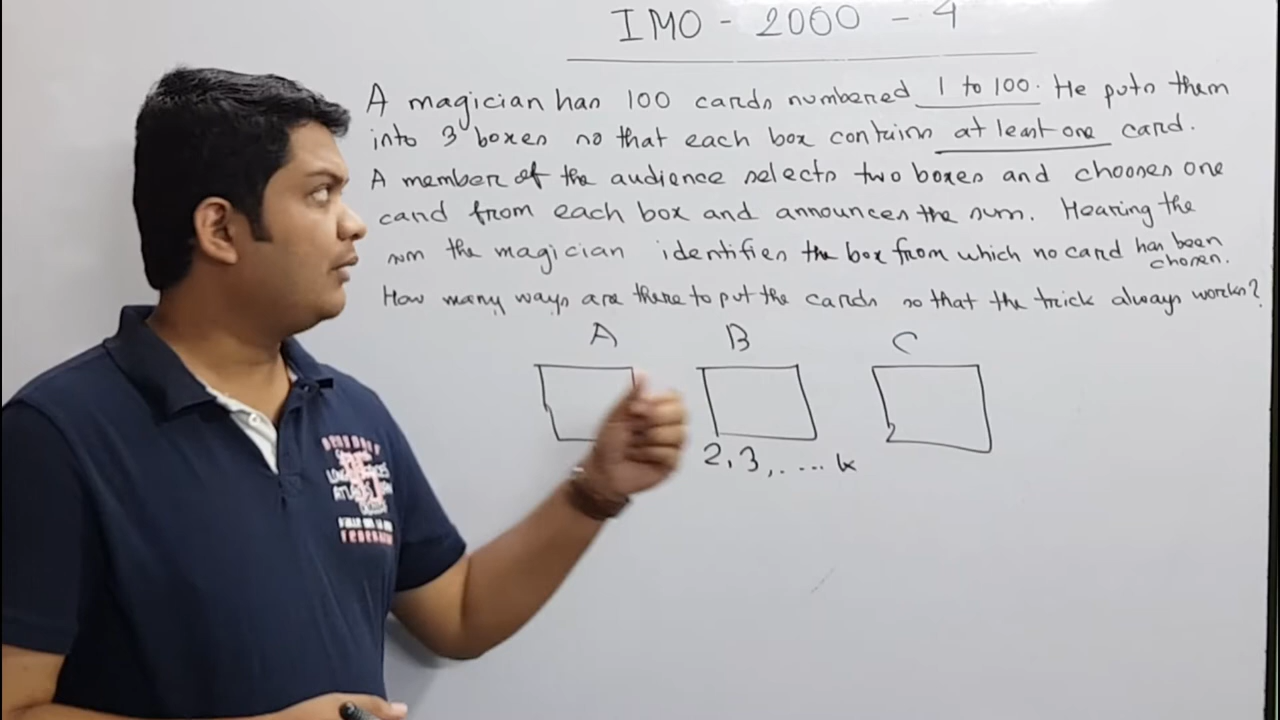 IMO - 2000 - 4
A magician has 100 cards numbered 1 to 100. He puts them
into 3 boxes so that each box contains at least one card.
A member of the audience selects two boxes and chooses one
card from each box and announces the sum. Hearing the
sum the magician identifies the box from which no card has been
chosen.
How many ways are there to put the cards so that the trick always works?
A B C
2, 3, . .... k
FEDERATION